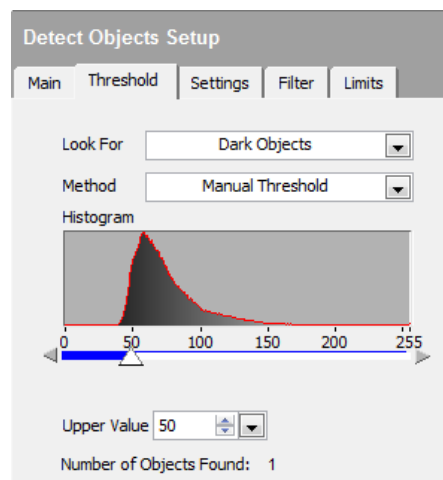 Detect Objects Setup
Main Threshold Settings Filter Limits
Look For Dark Objects
Method Manual Threshold
Histogram
0 50 100 150 200 255
Upper Value 50
Number of Objects Found: 1